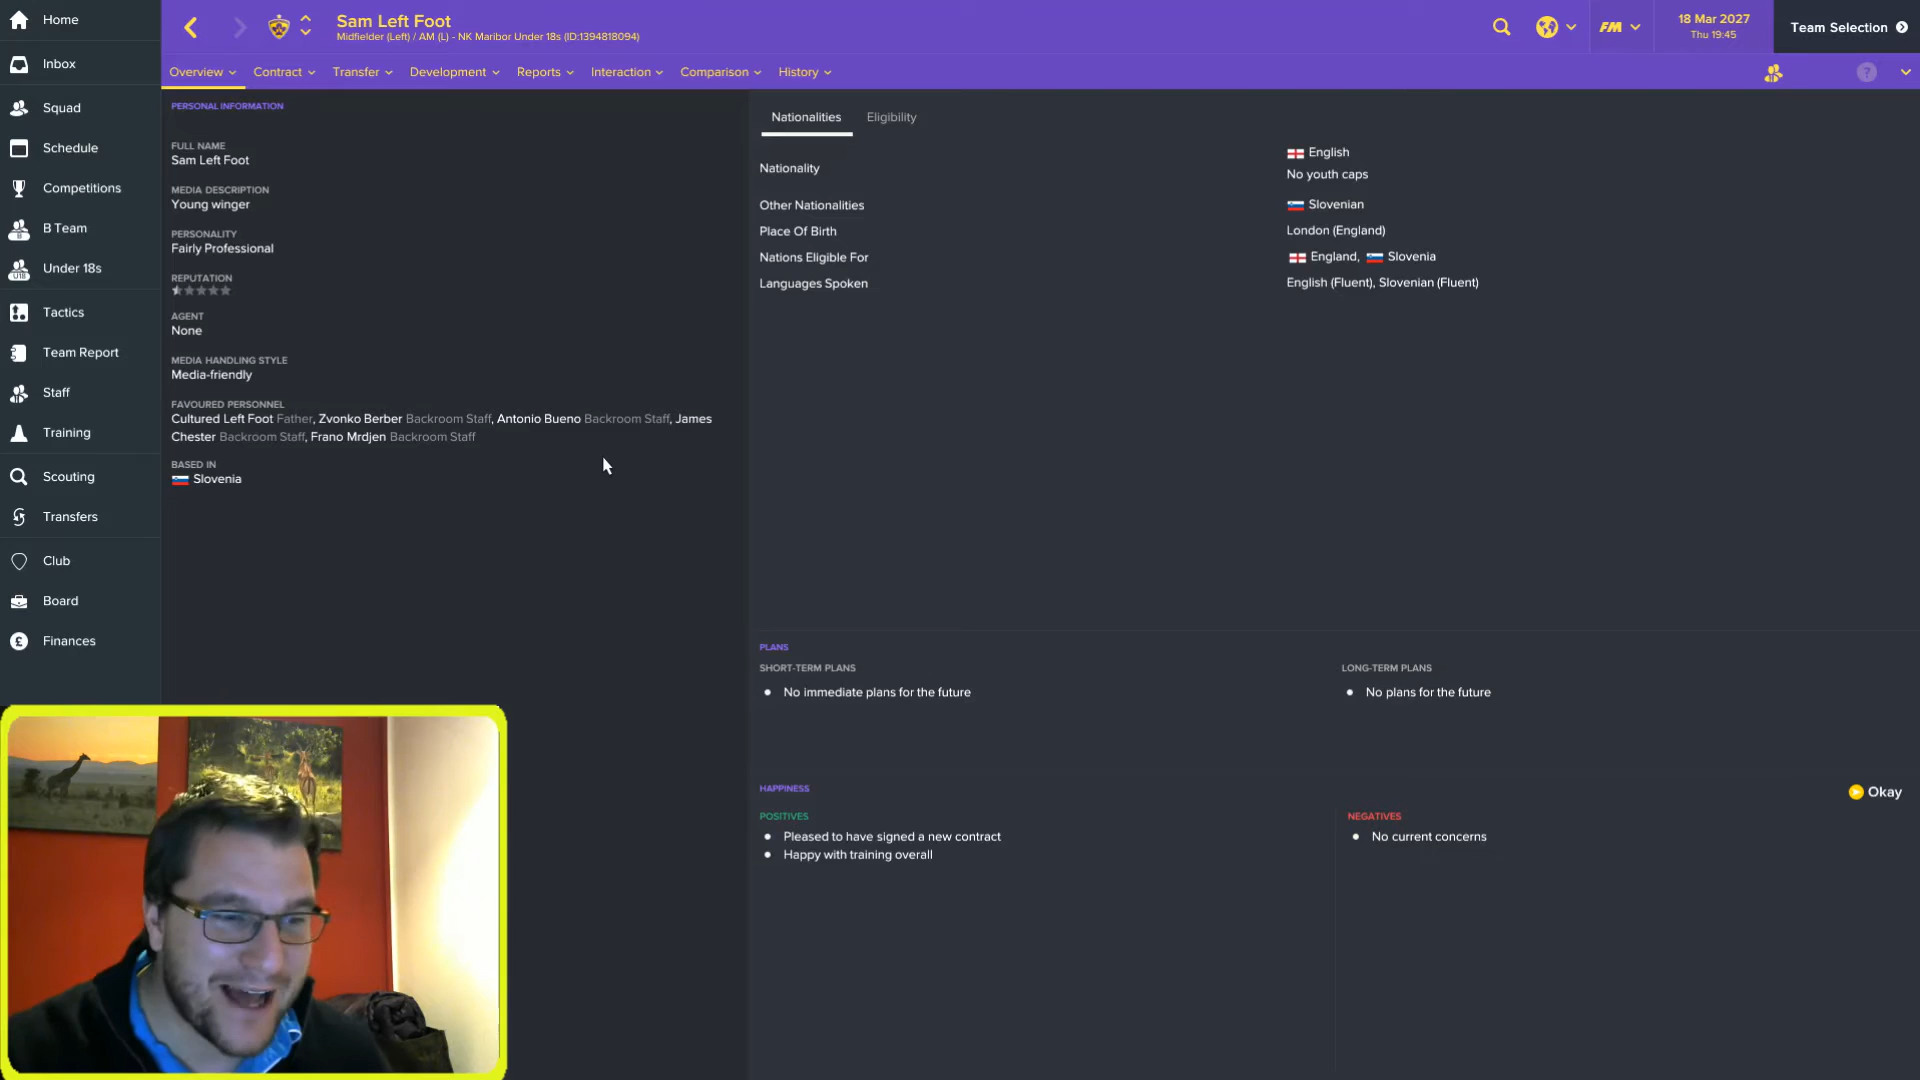 Home
Inbox
Squad
Schedule
Competitions
B Team
Under 18s
Tactics
Team Report
Staff
Training
Scouting
Transfers
Club
Board
Finances
Sam Left Foot
Midfielder (Left) / AM (L) - NK Maribor Under 18s (ID:1394818094)
FM
18 Mar 2027
Thu 19:45
Team Selection
Overview Contract Transfer Development Reports Interaction Comparison History
?
PERSONAL INFORMATION
FULL NAME
Sam Left Foot
MEDIA DESCRIPTION
Young winger
PERSONALITY
Fairly Professional
REPUTATION
AGENT
None
MEDIA HANDLING STYLE
Media-friendly
FAVOURED PERSONNEL
Cultured Left Foot Father, Zvonko Berber Backroom Staff, Antonio Bueno Backroom Staff, James
Chester Backroom Staff, Frano Mrdjen Backroom Staff
BASED IN
Slovenia
Nationalities Eligibility
Nationality English
No youth caps
Other Nationalities Slovenian
Place Of Birth London (England)
Nations Eligible For England, Slovenia
Languages Spoken English (Fluent), Slovenian (Fluent)
PLANS
SHORT-TERM PLANS
No immediate plans for the future
LONG-TERM PLANS
No plans for the future
HAPPINESS
Okay
POSITIVES
Pleased to have signed a new contract
Happy with training overall
NEGATIVES
No current concerns